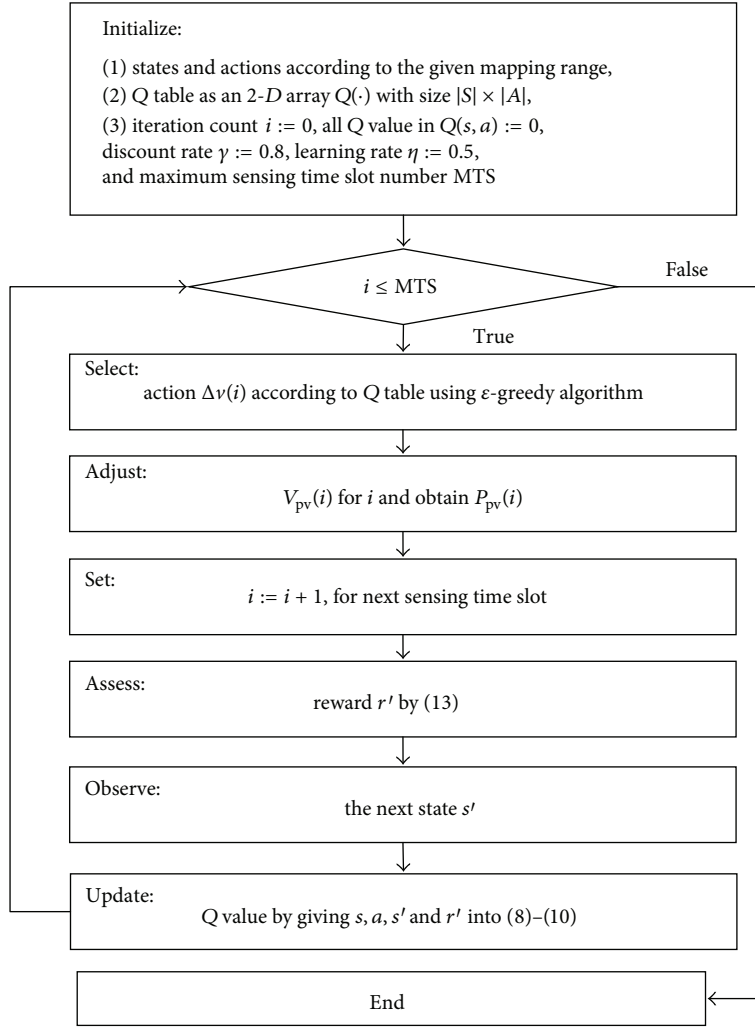 Initialize:
(1) states and actions according to the given mapping range,
(2) Q table as an 2-D array Q(·) with size |S| × |A|,
(3) iteration count i := 0, all Q value in Q(s, a) := 0,
discount rate γ := 0.8, learning rate η := 0.5,
and maximum sensing time slot number MTS
i ≤ MTS
False
True
Select:
action Δv(i) according to Q table using ε-greedy algorithm
Adjust:
V_pv(i) for i and obtain P_pv(i)
Set:
i := i + 1, for next sensing time slot
Assess:
reward r′ by (13)
Observe:
the next state s′
Update:
Q value by giving s, a, s′ and r′ into (8)–(10)
End